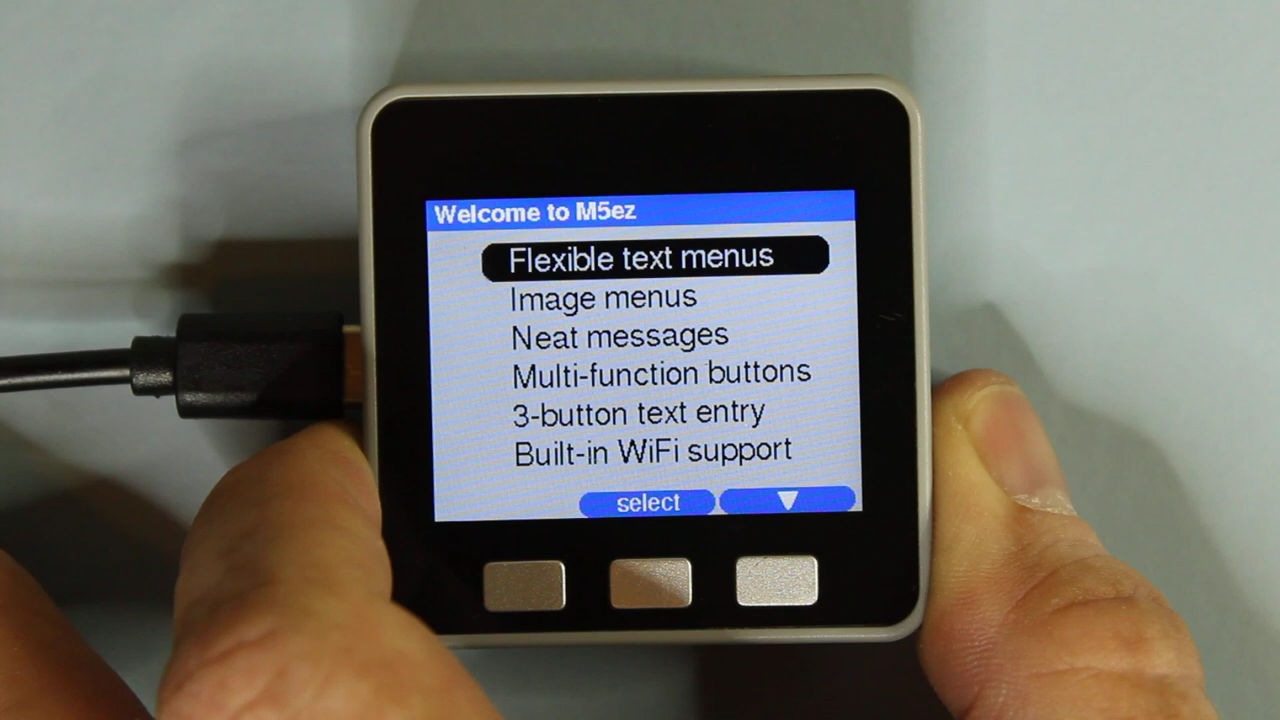 Welcome to M5ez
Flexible text menus
Image menus
Neat messages
Multi-function buttons
3-button text entry
Built-in WiFi support
select